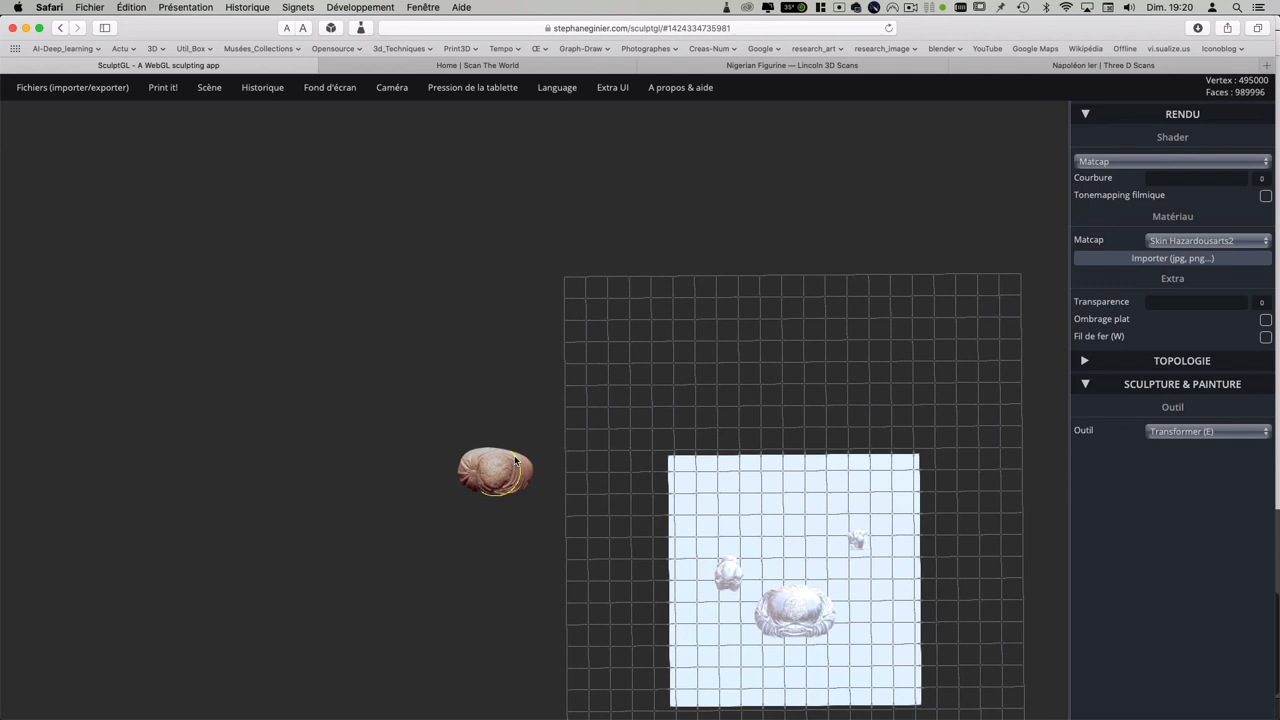 Safari Fichier Édition Présentation Historique Signets Développement Fenêtre Aide 35° Dim. 19:20
A A stephaneginier.com/sculptgl/#1424334735981
AI-Deep_learning Actu 3D Util_Box Musées_Collections Opensource 3d_Techniques Print3D Tempo Œ Graph-Draw Photographes Creas-Num Google research_art research_image blender YouTube Google Maps Wikipédia Offline vi.sualize.us Iconoblog
SculptGL - A WebGL sculpting app Home | Scan The World Nigerian Figurine — Lincoln 3D Scans Napoléon Ier | Three D Scans
Fichiers (importer/exporter) Print it! Scène Historique Fond d'écran Caméra Pression de la tablette Language Extra UI A propos & aide
Vertex : 495000
Faces : 989996
RENDU
Shader
Matcap
Courbure 0
Tonemapping filmique
Matériau
Matcap Skin Hazardousarts2
Importer (jpg, png...)
Extra
Transparence 0
Ombrage plat
Fil de fer (W)
TOPOLOGIE
SCULPTURE & PAINTURE
Outil
Outil Transformer (E)